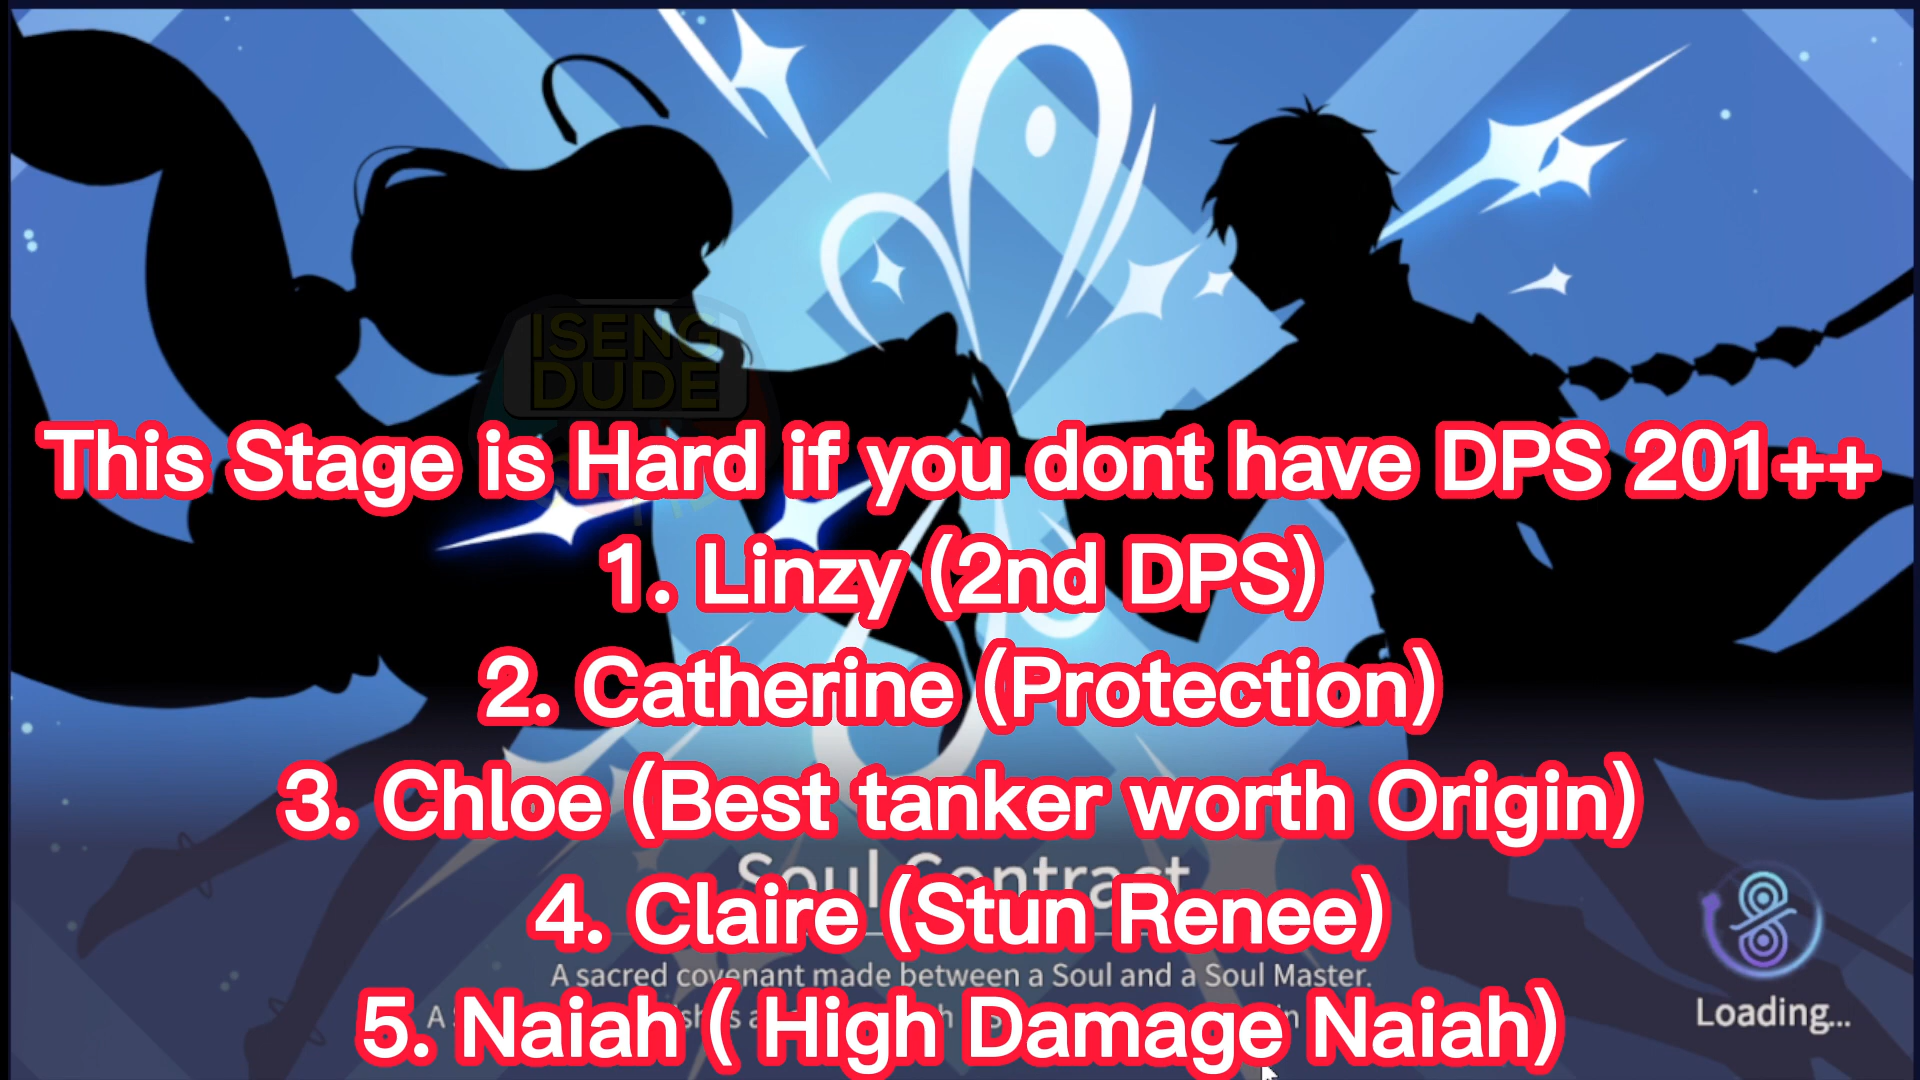 ISENG
DUDE
This Stage is Hard if you dont have DPS 201++
1. Linzy (2nd DPS)
2. Catherine (Protection)
3. Chloe (Best tanker worth Origin)
Soul Contract
4. Claire (Stun Renee)
A sacred covenant made between a Soul and a Soul Master.
5. Naiah ( High Damage Naiah)
Loading...